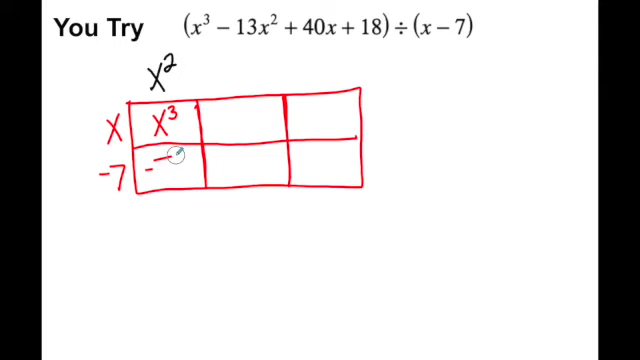 You Try (x³ − 13x² + 40x + 18) ÷ (x − 7)
x²
x x³
-7 -